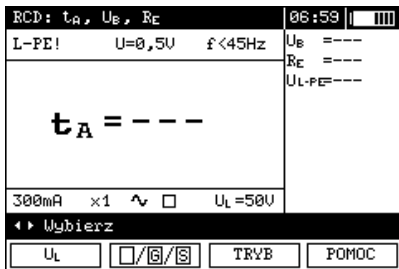 RCD: tA, UB, RE 06:59
L-PE! U=0,5V f<45Hz
UB =---
RE =---
UL-PE=---
tA=---
300mA ×1 ∿ □ UL=50V
◂▸ Wybierz
UL □/G/S TRYB POMOC